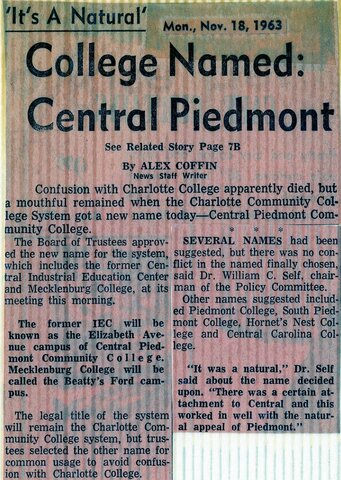 'It's A Natural'
Mon., Nov. 18, 1963
College Named:
Central Piedmont
See Related Story Page 7B
By ALEX COFFIN
News Staff Writer
Confusion with Charlotte College apparently died, but
a mouthful remained when the Charlotte Community Col-
lege System got a new name today—Central Piedmont Com-
munity College.
The Board of Trustees approv-
ed the new name for the system,
which includes the former Cen-
tral Industrial Education Center
and Mecklenburg College, at its
meeting this morning.
The former IEC will be
known as the Elizabeth Ave-
nue campus of Central Pied-
mont Community College.
Mecklenburg College will be
called the Beatty's Ford cam-
pus.
The legal title of the system
will remain the Charlotte Com-
munity College system, but trus-
tees selected the other name for
common usage to avoid confus-
ion with Charlotte College.
* * *
SEVERAL NAMES had been
suggested, but there was no con-
flict in the named finally chosen,
said Dr. William C. Self, chair-
man of the Policy Committee.
Other names suggested includ-
ed Piedmont College, South Pied-
mont College, Hornet's Nest Col-
lege and Central Carolina Col-
lege.
"It was a natural," Dr. Self
said about the name decided
upon. "There was a certain at-
tachment to Central and this
worked in well with the natur-
al appeal of Piedmont."